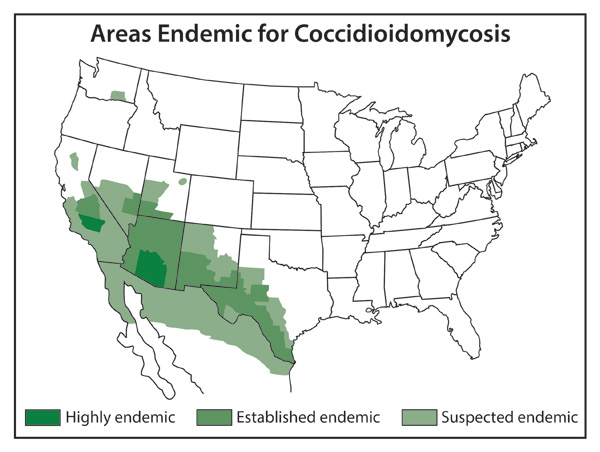 Areas Endemic for Coccidioidomycosis
Highly endemic
Established endemic
Suspected endemic